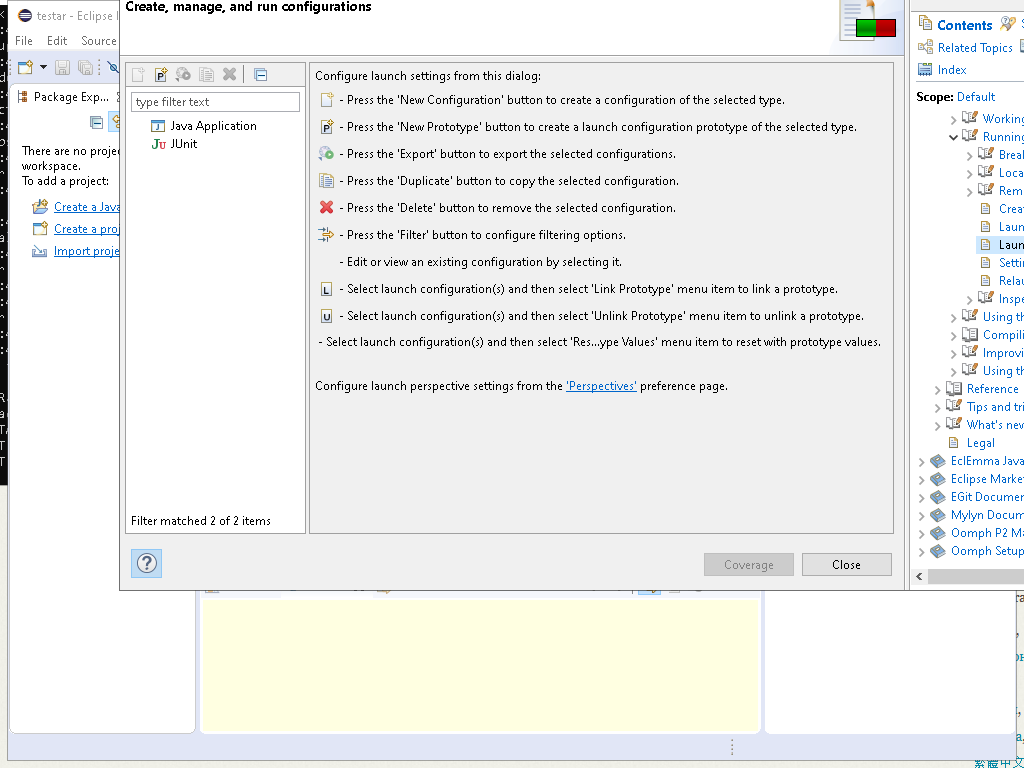 testar - Eclipse I
File Edit Source
Package Exp...
There are no proje
workspace.
To add a project:
Create a Java
Create a proj
Import proje
Create, manage, and run configurations
type filter text
Java Application
JUnit
Filter matched 2 of 2 items
Configure launch settings from this dialog:
- Press the 'New Configuration' button to create a configuration of the selected type.
- Press the 'New Prototype' button to create a launch configuration prototype of the selected type.
- Press the 'Export' button to export the selected configurations.
- Press the 'Duplicate' button to copy the selected configuration.
- Press the 'Delete' button to remove the selected configuration.
- Press the 'Filter' button to configure filtering options.
- Edit or view an existing configuration by selecting it.
- Select launch configuration(s) and then select 'Link Prototype' menu item to link a prototype.
- Select launch configuration(s) and then select 'Unlink Prototype' menu item to unlink a prototype.
- Select launch configuration(s) and then select 'Res...ype Values' menu item to reset with prototype values.
Configure launch perspective settings from the 'Perspectives' preference page.
Coverage Close
Contents
Related Topics
Index
Scope: Default
Working
Running
Break
Loca
Rem
Creat
Laun
Laun
Settin
Relau
Inspe
Using th
Compili
Improvi
Using th
Reference
Tips and tri
What's new
Legal
EclEmma Java
Eclipse Marke
EGit Documen
Mylyn Docum
Oomph P2 Ma
Oomph Setup
繁體中文